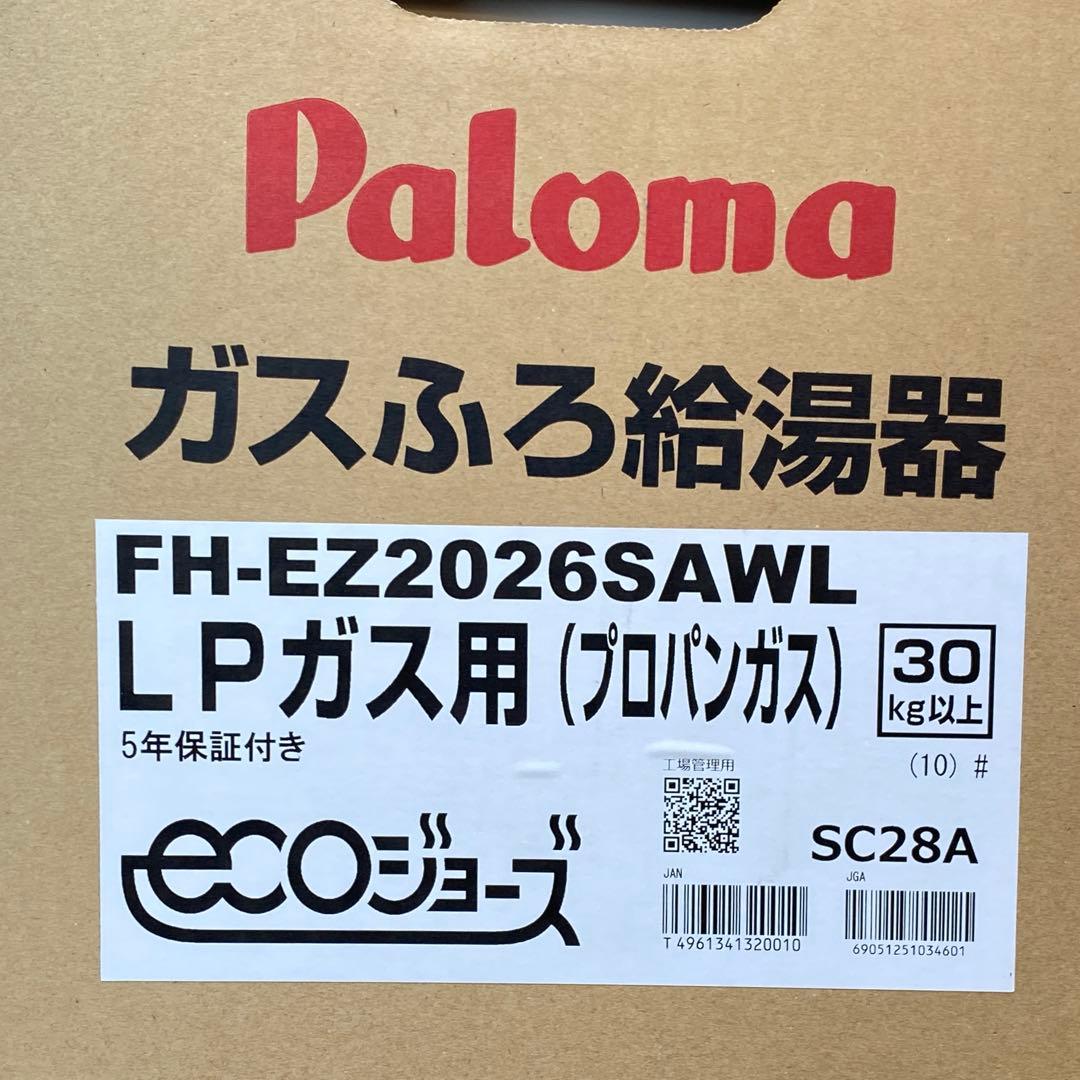 Paloma
ガスふろ給湯器
FH-EZ2026SAWL
LPガス用(プロパンガス)
30
kg以上
5年保証付き
(10) #
工場管理用
ecoジョーズ
SC28A
JAN
JGA
T 4961341320010
69051251034601